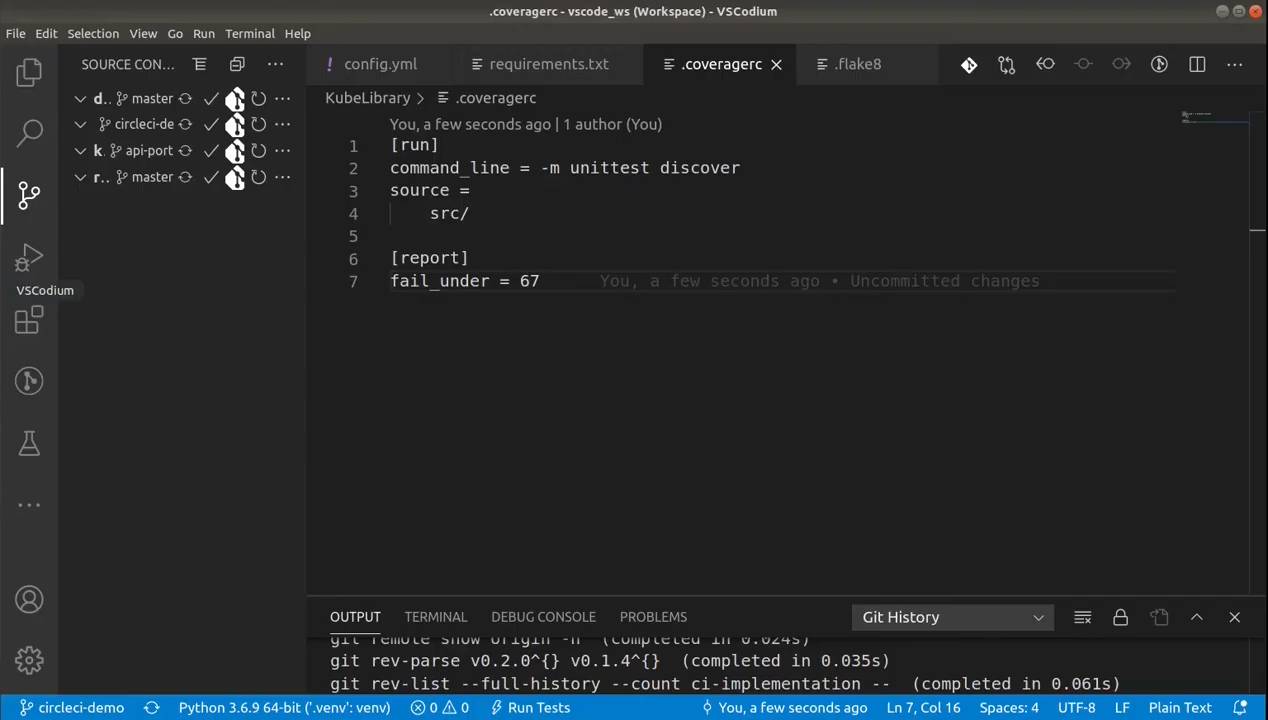 .coveragerc - vscode_ws (Workspace) - VSCodium
File Edit Selection View Go Run Terminal Help
SOURCE CON...
config.yml
requirements.txt
.coveragerc
.flake8
d.. master
circleci-de
k api-port
r.. master
VSCodium
KubeLibrary > .coveragerc
You, a few seconds ago | 1 author (You)
1 [run]
2 command_line = -m unittest discover
3 source =
4 src/
5
6 [report]
7 fail_under = 67 You, a few seconds ago • Uncommitted changes
OUTPUT TERMINAL DEBUG CONSOLE PROBLEMS Git History
git remote show origin -n (completed in 0.024s)
git rev-parse v0.2.0^{} v0.1.4^{} (completed in 0.035s)
git rev-list --full-history --count ci-implementation -- (completed in 0.061s)
circleci-demo Python 3.6.9 64-bit ('.venv': venv) 0 0 Run Tests You, a few seconds ago Ln 7, Col 16 Spaces: 4 UTF-8 LF Plain Text